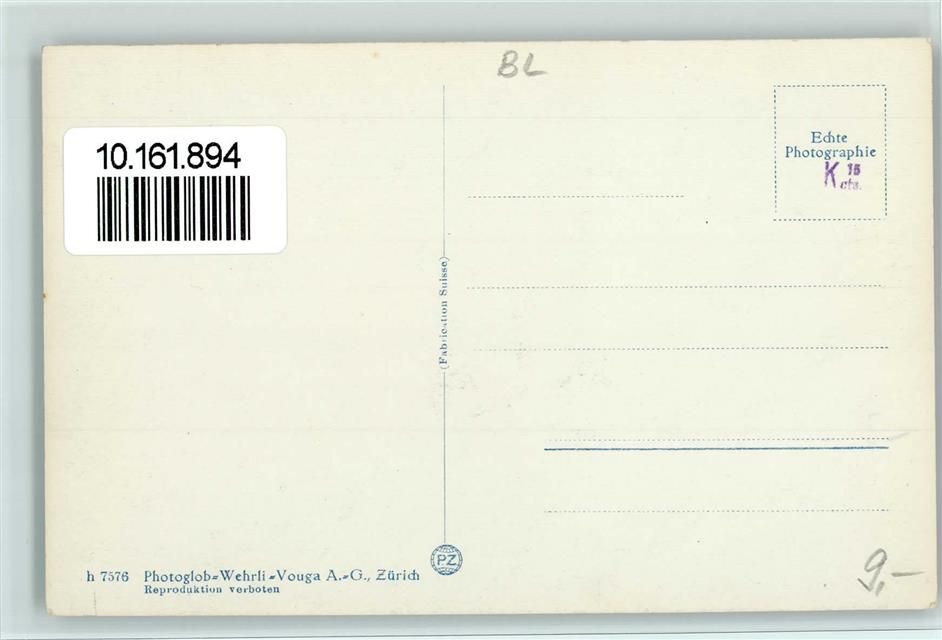 BL
10.161.894
Echte
Photographie
K 15
cts.
(Fabrication Suisse)
PZ
h 7576 Photoglob=Wehrli=Vouga A.=G., Zürich
Reproduktion verboten
9,-